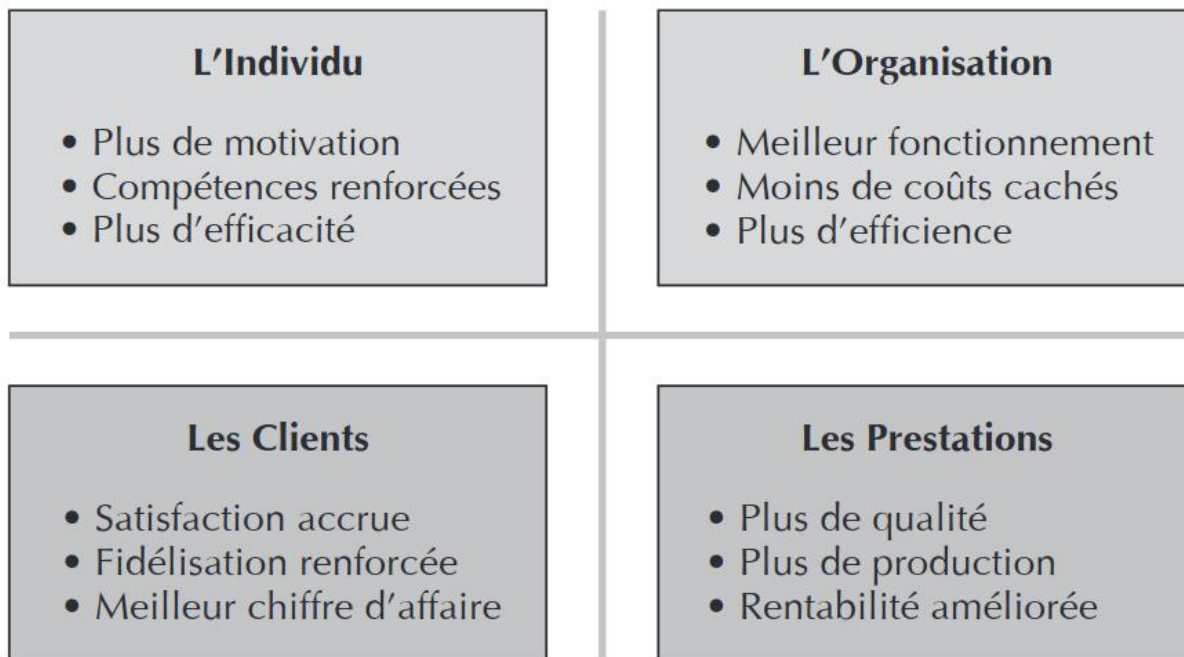 L'Individu
• Plus de motivation
• Compétences renforcées
• Plus d'efficacité
L'Organisation
• Meilleur fonctionnement
• Moins de coûts cachés
• Plus d'efficience
Les Clients
• Satisfaction accrue
• Fidélisation renforcée
• Meilleur chiffre d'affaire
Les Prestations
• Plus de qualité
• Plus de production
• Rentabilité améliorée